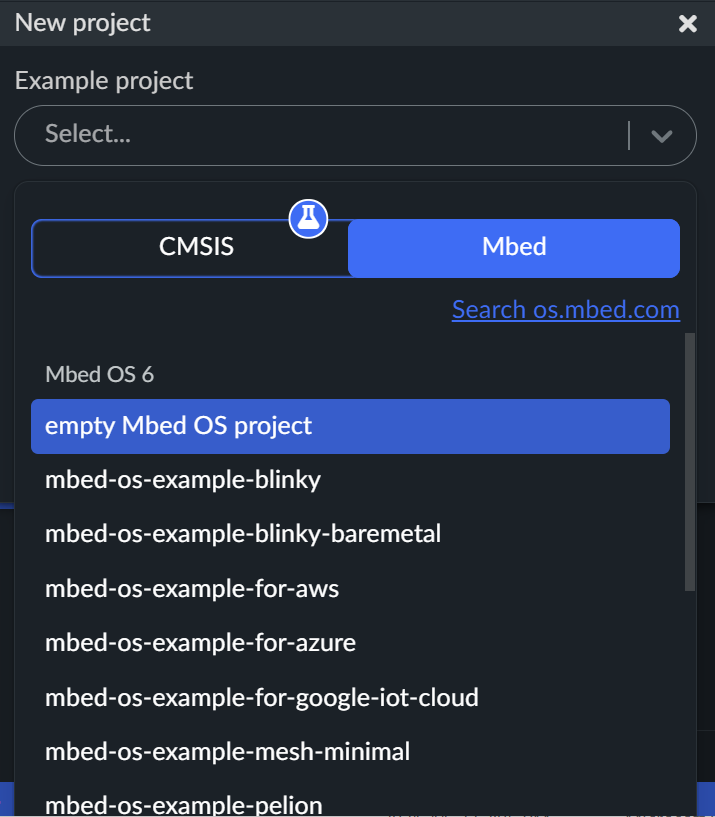 New project
Example project
Select...
CMSIS
Mbed
Search os.mbed.com
Mbed OS 6
empty Mbed OS project
mbed-os-example-blinky
mbed-os-example-blinky-baremetal
mbed-os-example-for-aws
mbed-os-example-for-azure
mbed-os-example-for-google-iot-cloud
mbed-os-example-mesh-minimal
mbed-os-example-pelion